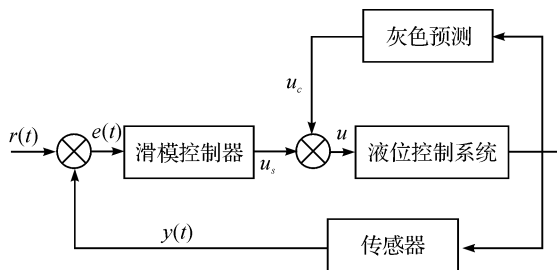 灰色预测
u_c
r(t)
e(t)
滑模控制器
u_s
u
液位控制系统
y(t)
传感器